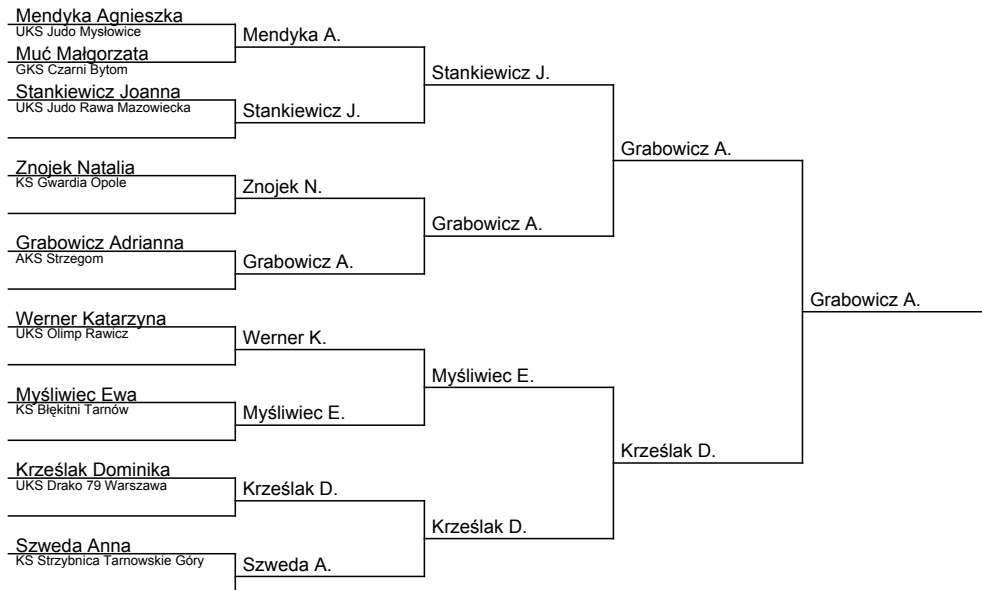 Mendyka Agnieszka
UKS Judo Mysłowice
Mendyka A.
Muć Małgorzata
GKS Czarni Bytom
Stankiewicz J.
Stankiewicz Joanna
UKS Judo Rawa Mazowiecka
Stankiewicz J.
Grabowicz A.
Znojek Natalia
KS Gwardia Opole
Znojek N.
Grabowicz A.
Grabowicz Adrianna
AKS Strzegom
Grabowicz A.
Grabowicz A.
Werner Katarzyna
UKS Olimp Rawicz
Werner K.
Myśliwiec E.
Myśliwiec Ewa
KS Błękitni Tarnów
Myśliwiec E.
Krześlak D.
Krześlak Dominika
UKS Drako 79 Warszawa
Krześlak D.
Krześlak D.
Szweda Anna
KS Strzybnica Tarnowskie Góry
Szweda A.